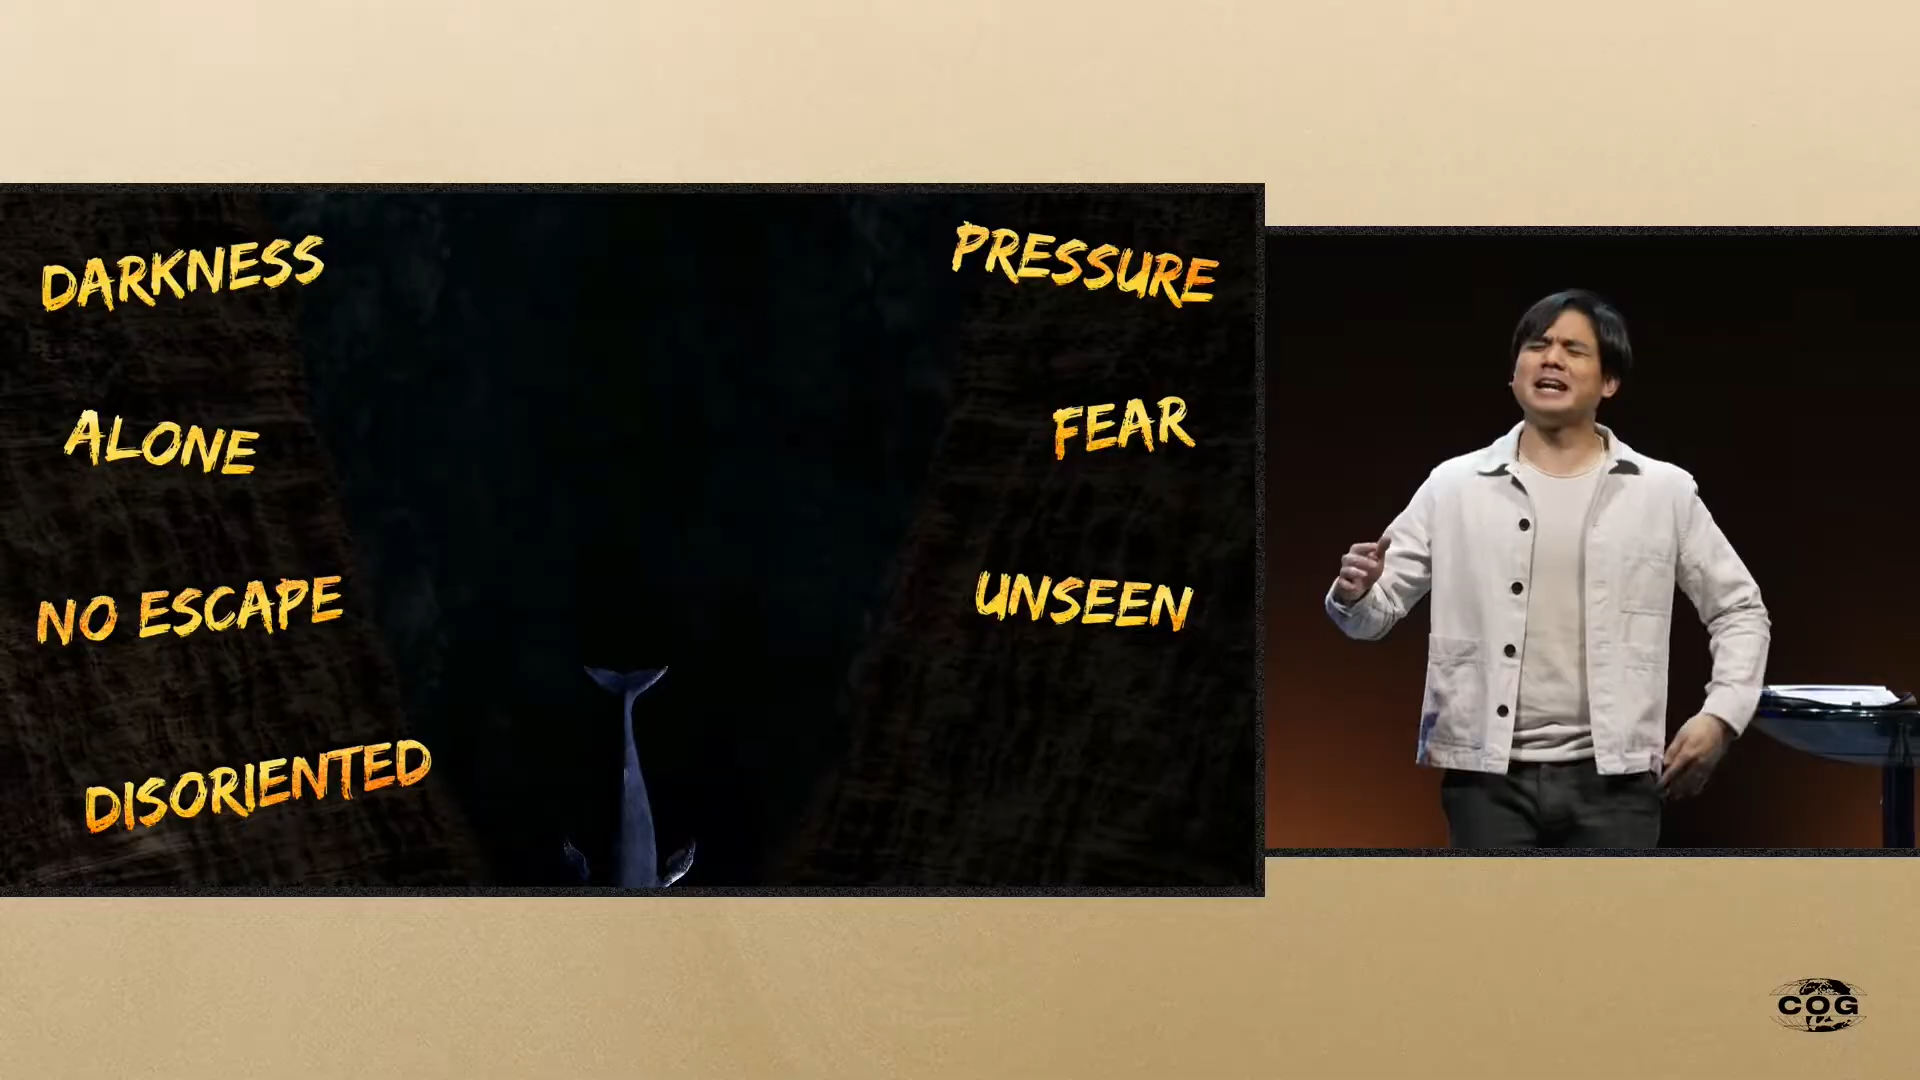 DARKNESS
ALONE
NO ESCAPE
DISORIENTED
PRESSURE
FEAR
UNSEEN
COG